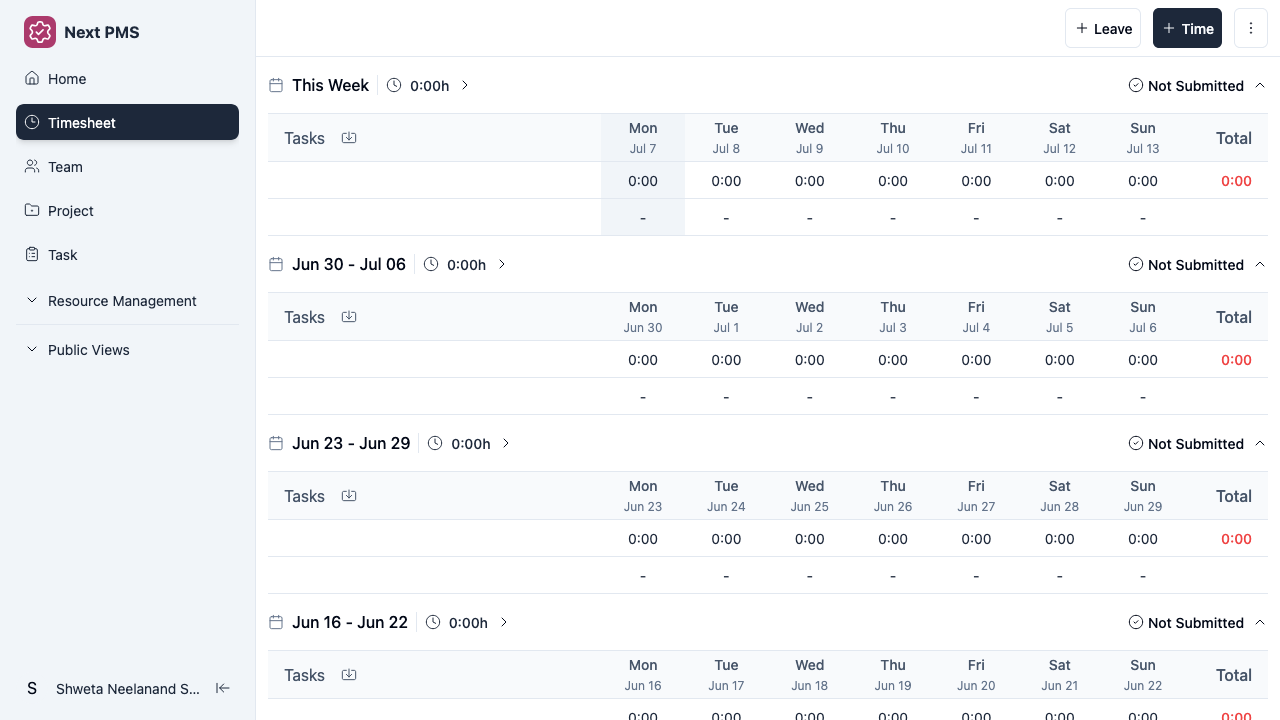 Next PMS
Home
Timesheet
Team
Project
Task
Resource Management
Public Views
S Shweta Neelanand S...
+ Leave + Time
This Week 0:00h Not Submitted
Tasks Mon Tue Wed Thu Fri Sat Sun Total
Jul 7 Jul 8 Jul 9 Jul 10 Jul 11 Jul 12 Jul 13
0:00 0:00 0:00 0:00 0:00 0:00 0:00 0:00
- - - - - - -
Jun 30 - Jul 06 0:00h Not Submitted
Tasks Mon Tue Wed Thu Fri Sat Sun Total
Jun 30 Jul 1 Jul 2 Jul 3 Jul 4 Jul 5 Jul 6
0:00 0:00 0:00 0:00 0:00 0:00 0:00 0:00
- - - - - - -
Jun 23 - Jun 29 0:00h Not Submitted
Tasks Mon Tue Wed Thu Fri Sat Sun Total
Jun 23 Jun 24 Jun 25 Jun 26 Jun 27 Jun 28 Jun 29
0:00 0:00 0:00 0:00 0:00 0:00 0:00 0:00
- - - - - - -
Jun 16 - Jun 22 0:00h Not Submitted
Tasks Mon Tue Wed Thu Fri Sat Sun Total
Jun 16 Jun 17 Jun 18 Jun 19 Jun 20 Jun 21 Jun 22
0:00 0:00 0:00 0:00 0:00 0:00 0:00 0:00